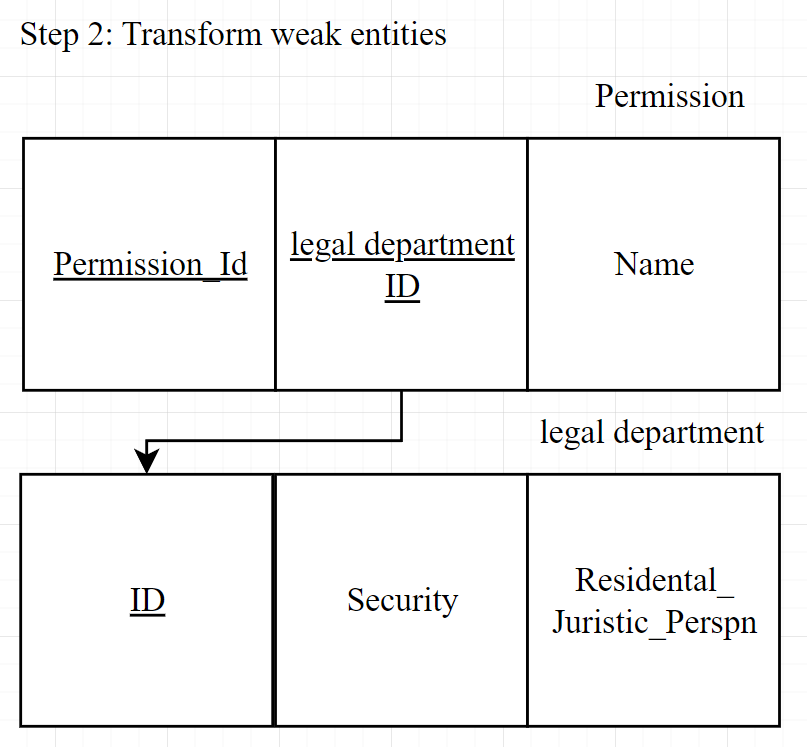 Step 2: Transform weak entities
Permission
Permission_Id
legal department
ID
Name
legal department
ID
Security
Residental_
Juristic_Perspn